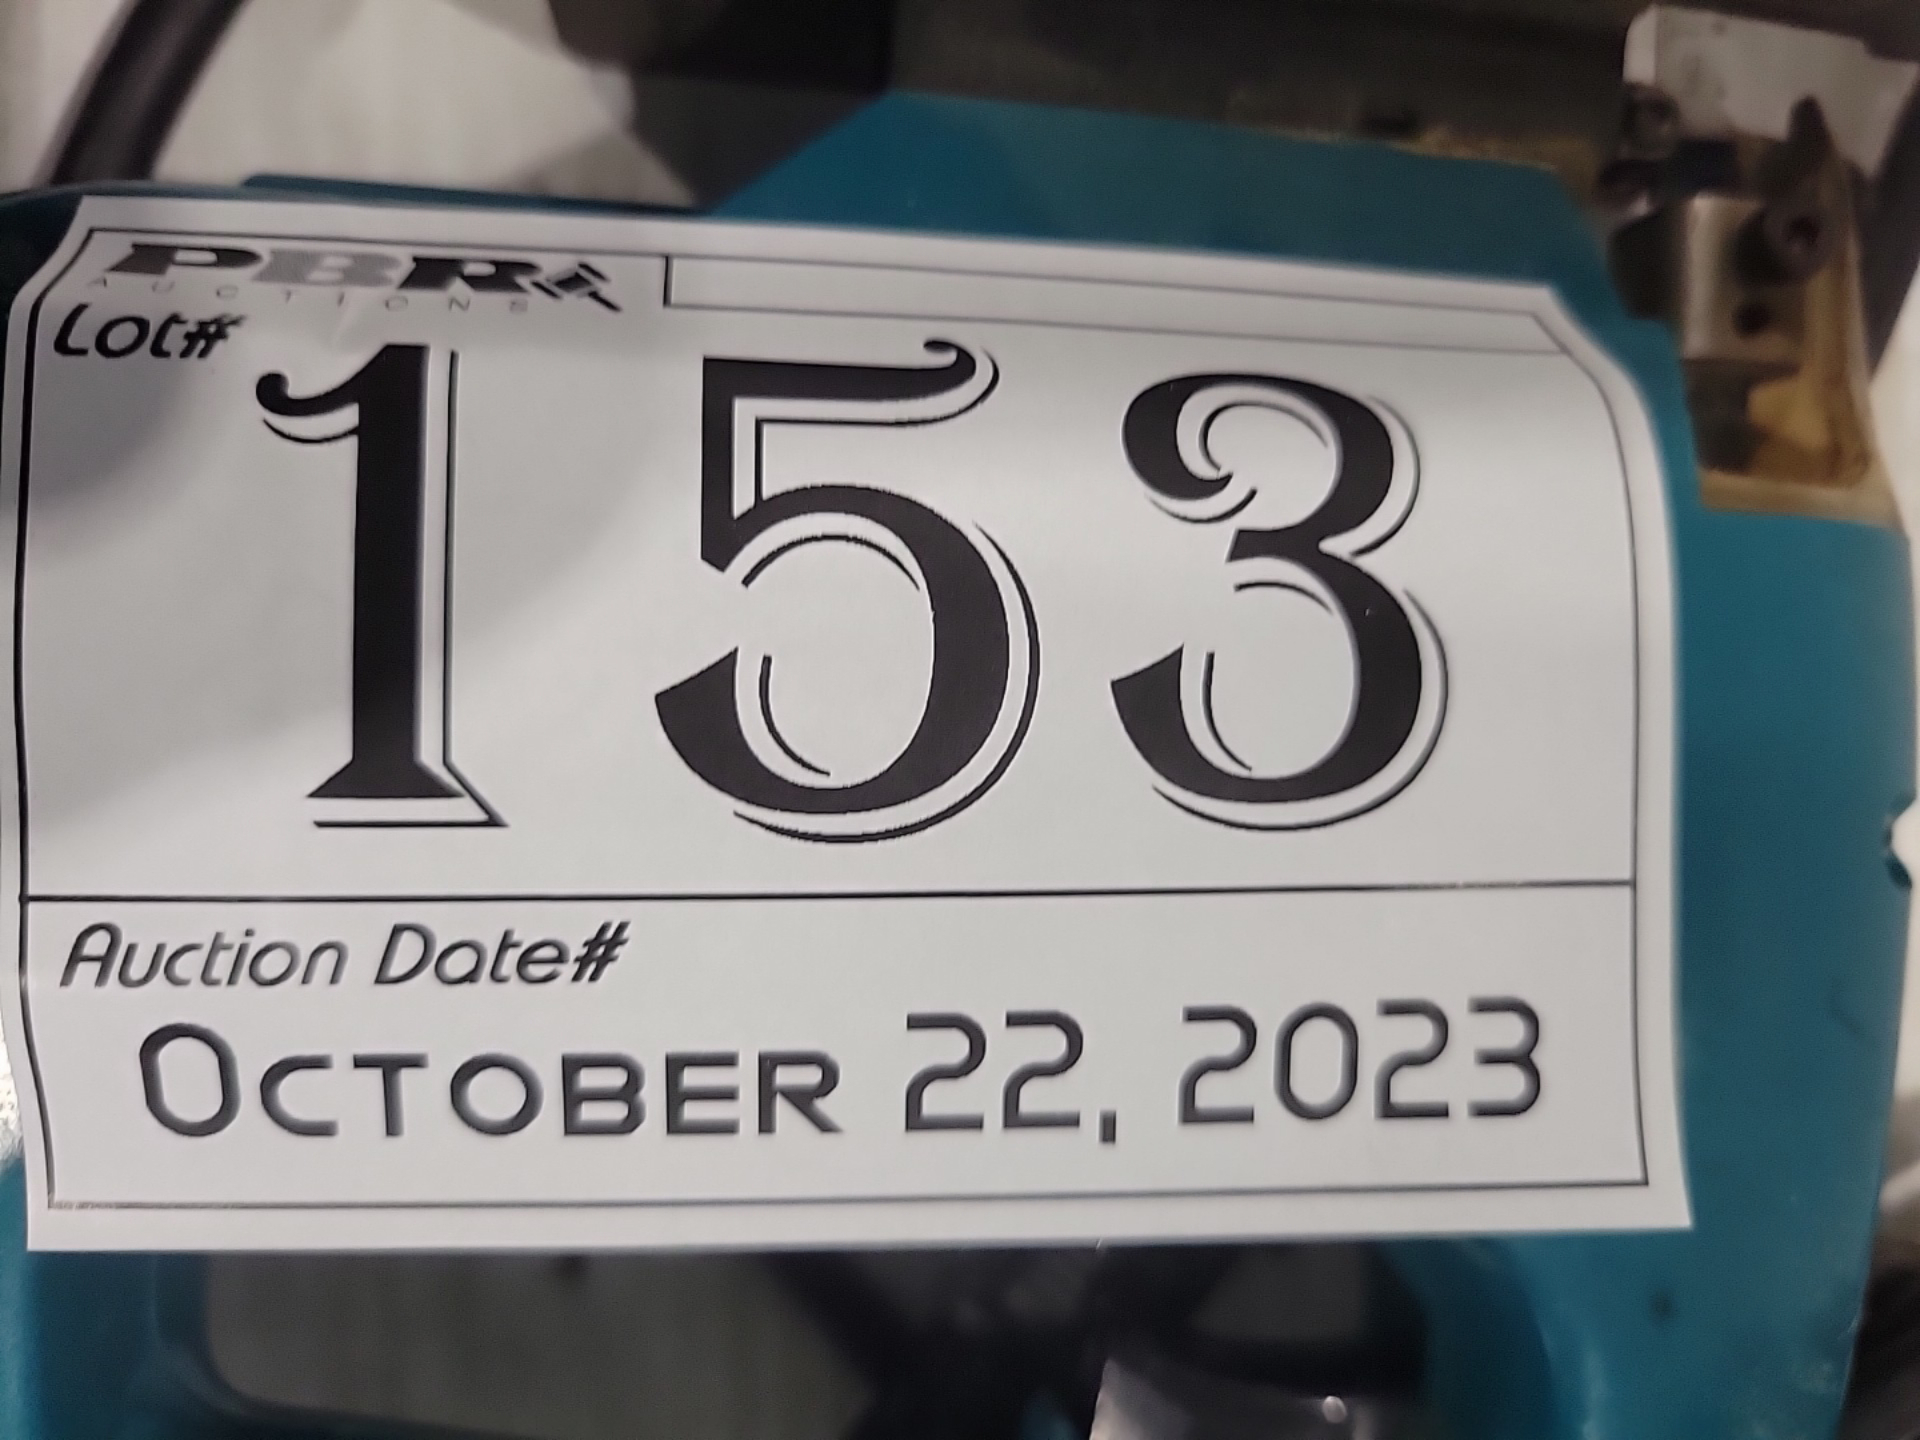 PBR
AUCTIONS
Lot#
153
Auction Date#
October 22, 2023